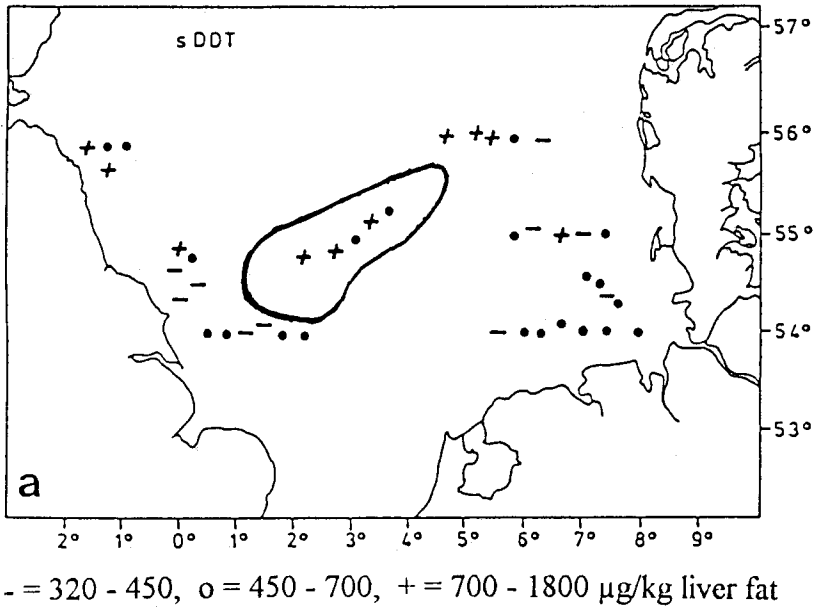 s DDT
57°
56°
55°
54°
53°
a
2° 1° 0° 1° 2° 3° 4° 5° 6° 7° 8° 9°
- = 320 - 450, o = 450 - 700, + = 700 - 1800 µg/kg liver fat